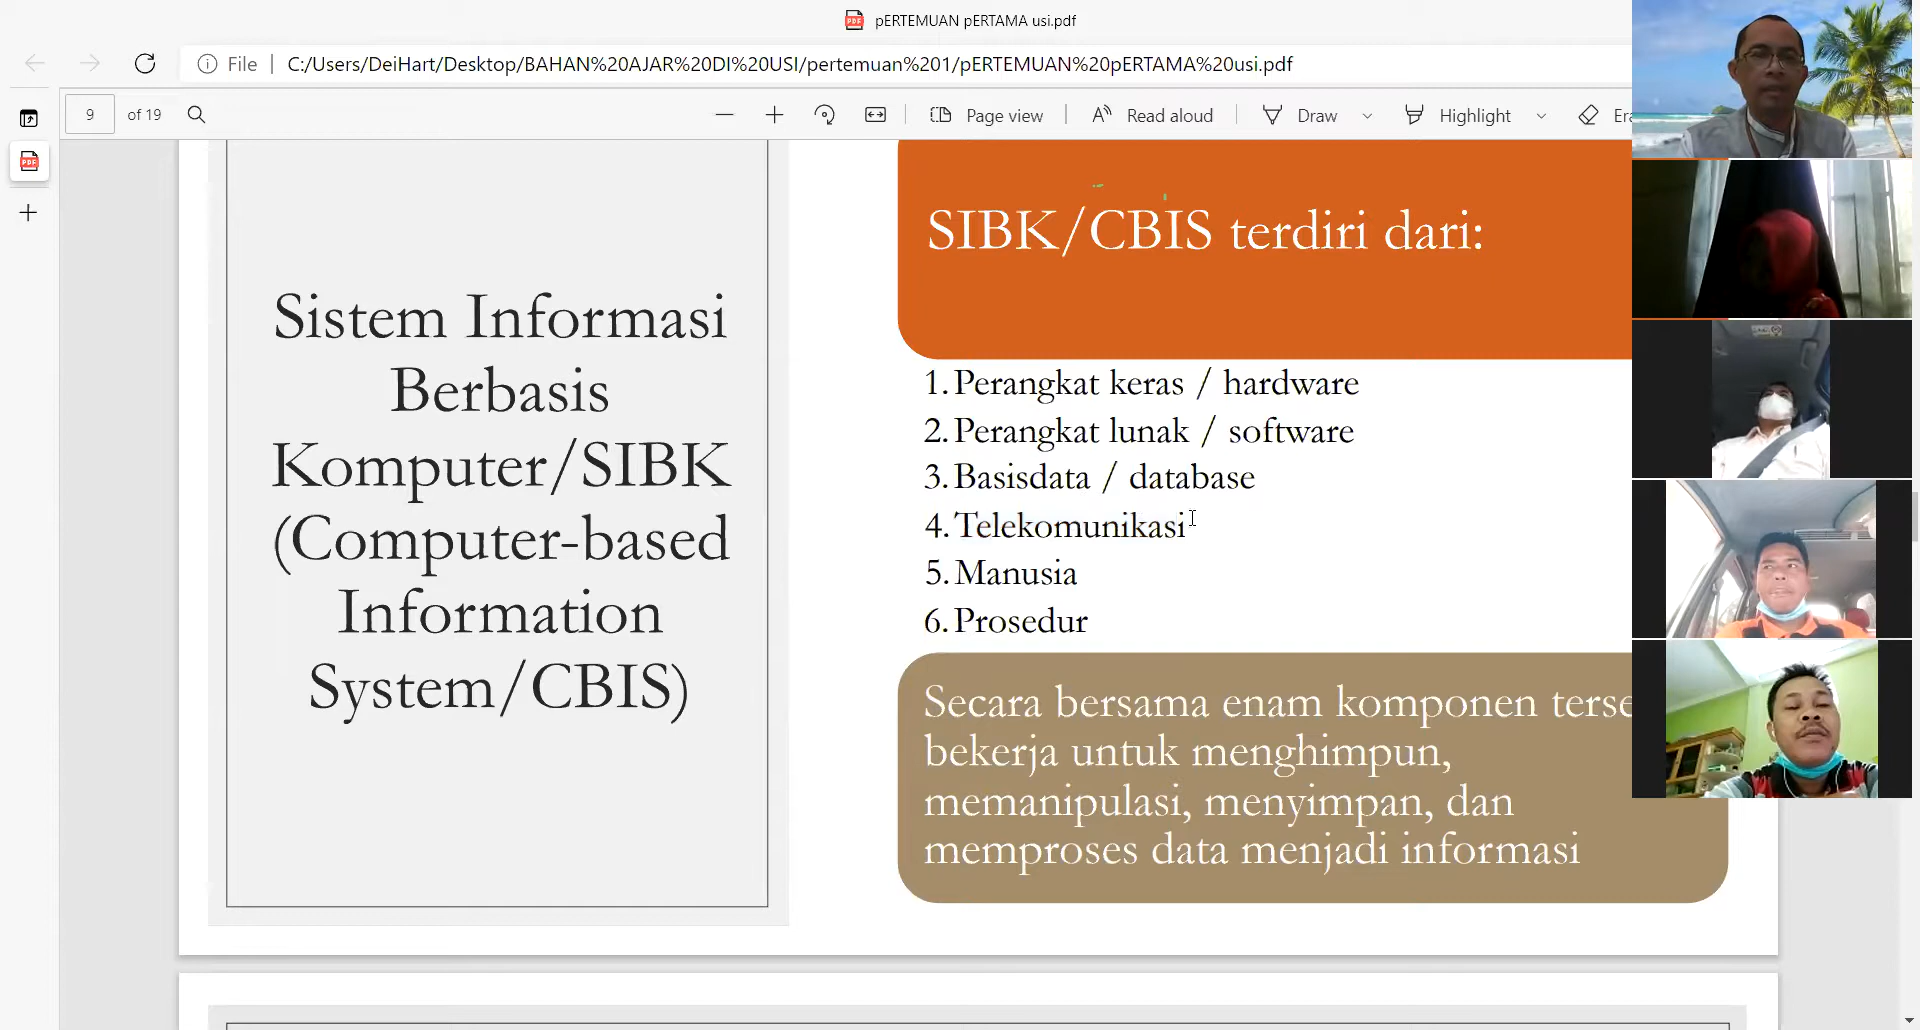 pERTEMUAN pERTAMA usi.pdf
File
C:/Users/DeiHart/Desktop/BAHAN%20AJAR%20DI%20USI/pertemuan%201/pERTEMUAN%20pERTAMA%20usi.pdf
9 of 19
Page view
Read aloud
Draw
Highlight
Sistem Informasi
Berbasis
Komputer/SIBK
(Computer-based
Information
System/CBIS)
SIBK/CBIS terdiri dari:
1. Perangkat keras / hardware
2. Perangkat lunak / software
3. Basisdata / database
4. Telekomunikasi
5. Manusia
6. Prosedur
Secara bersama enam komponen
bekerja untuk menghimpun,
memanipulasi, menyimpan, dan
memproses data menjadi informasi